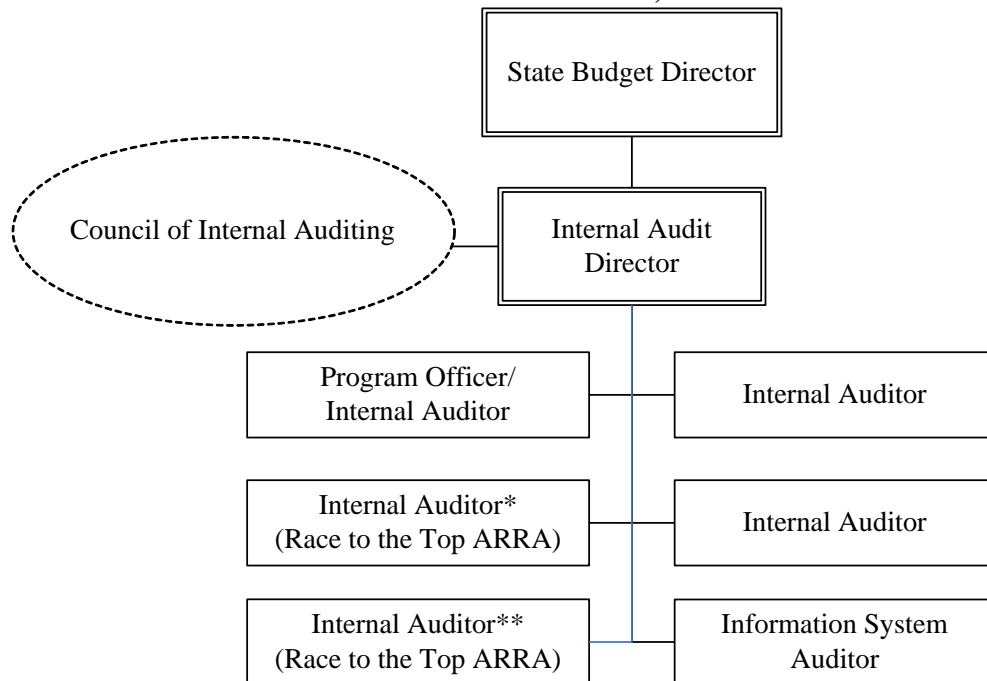 State Budget Director
Council of Internal Auditing
Internal Audit
Director
Program Officer/
Internal Auditor
Internal Auditor
Internal Auditor*
(Race to the Top ARRA)
Internal Auditor
Internal Auditor**
(Race to the Top ARRA)
Information System
Auditor